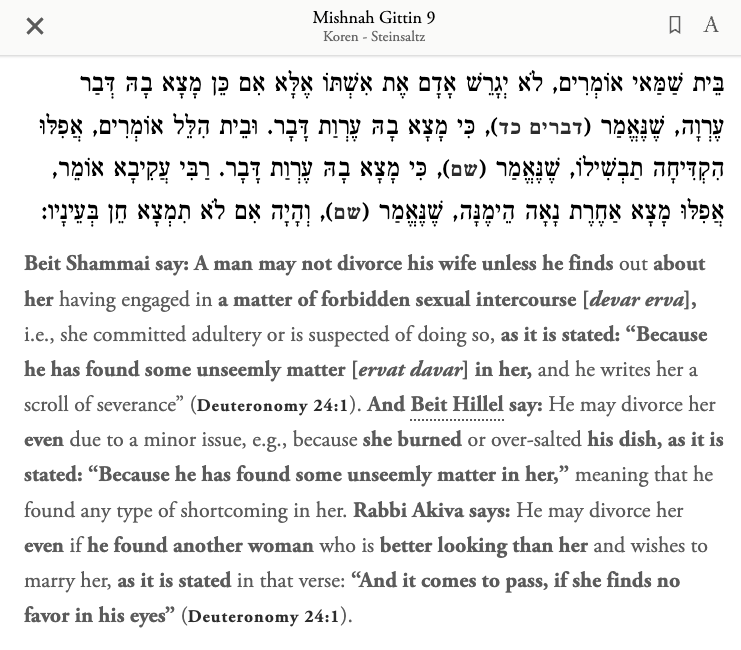 Mishnah Gittin 9
Koren - Steinsaltz
A
בֵּית שַׁמַּאי אוֹמְרִים, לֹא יְגָרֵשׁ אָדָם אֶת אִשְׁתּוֹ אֶלָּא אִם כֵּן מָצָא בָהּ דְּבַר
עֶרְוָה, שֶׁנֶּאֱמַר (דברים כד), כִּי מָצָא בָהּ עֶרְוַת דָּבָר. וּבֵית הִלֵּל אוֹמְרִים, אֲפִלּוּ
הִקְדִּיחָה תַבְשִׁילוֹ, שֶׁנֶּאֱמַר (שם), כִּי מָצָא בָהּ עֶרְוַת דָּבָר. רַבִּי עֲקִיבָא אוֹמֵר,
אֲפִלּוּ מָצָא אַחֶרֶת נָאָה הֵימֶנָּה, שֶׁנֶּאֱמַר (שם), וְהָיָה אִם לֹא תִמְצָא חֵן בְּעֵינָיו:
Beit Shammai say: A man may not divorce his wife unless he finds out about
her having engaged in a matter of forbidden sexual intercourse [devar erva],
i.e., she committed adultery or is suspected of doing so, as it is stated: “Because
he has found some unseemly matter [ervat davar] in her, and he writes her a
scroll of severance” (Deuteronomy 24:1). And Beit Hillel say: He may divorce her
even due to a minor issue, e.g., because she burned or over-salted his dish, as it is
stated: “Because he has found some unseemly matter in her,” meaning that he
found any type of shortcoming in her. Rabbi Akiva says: He may divorce her
even if he found another woman who is better looking than her and wishes to
marry her, as it is stated in that verse: “And it comes to pass, if she finds no
favor in his eyes” (Deuteronomy 24:1).